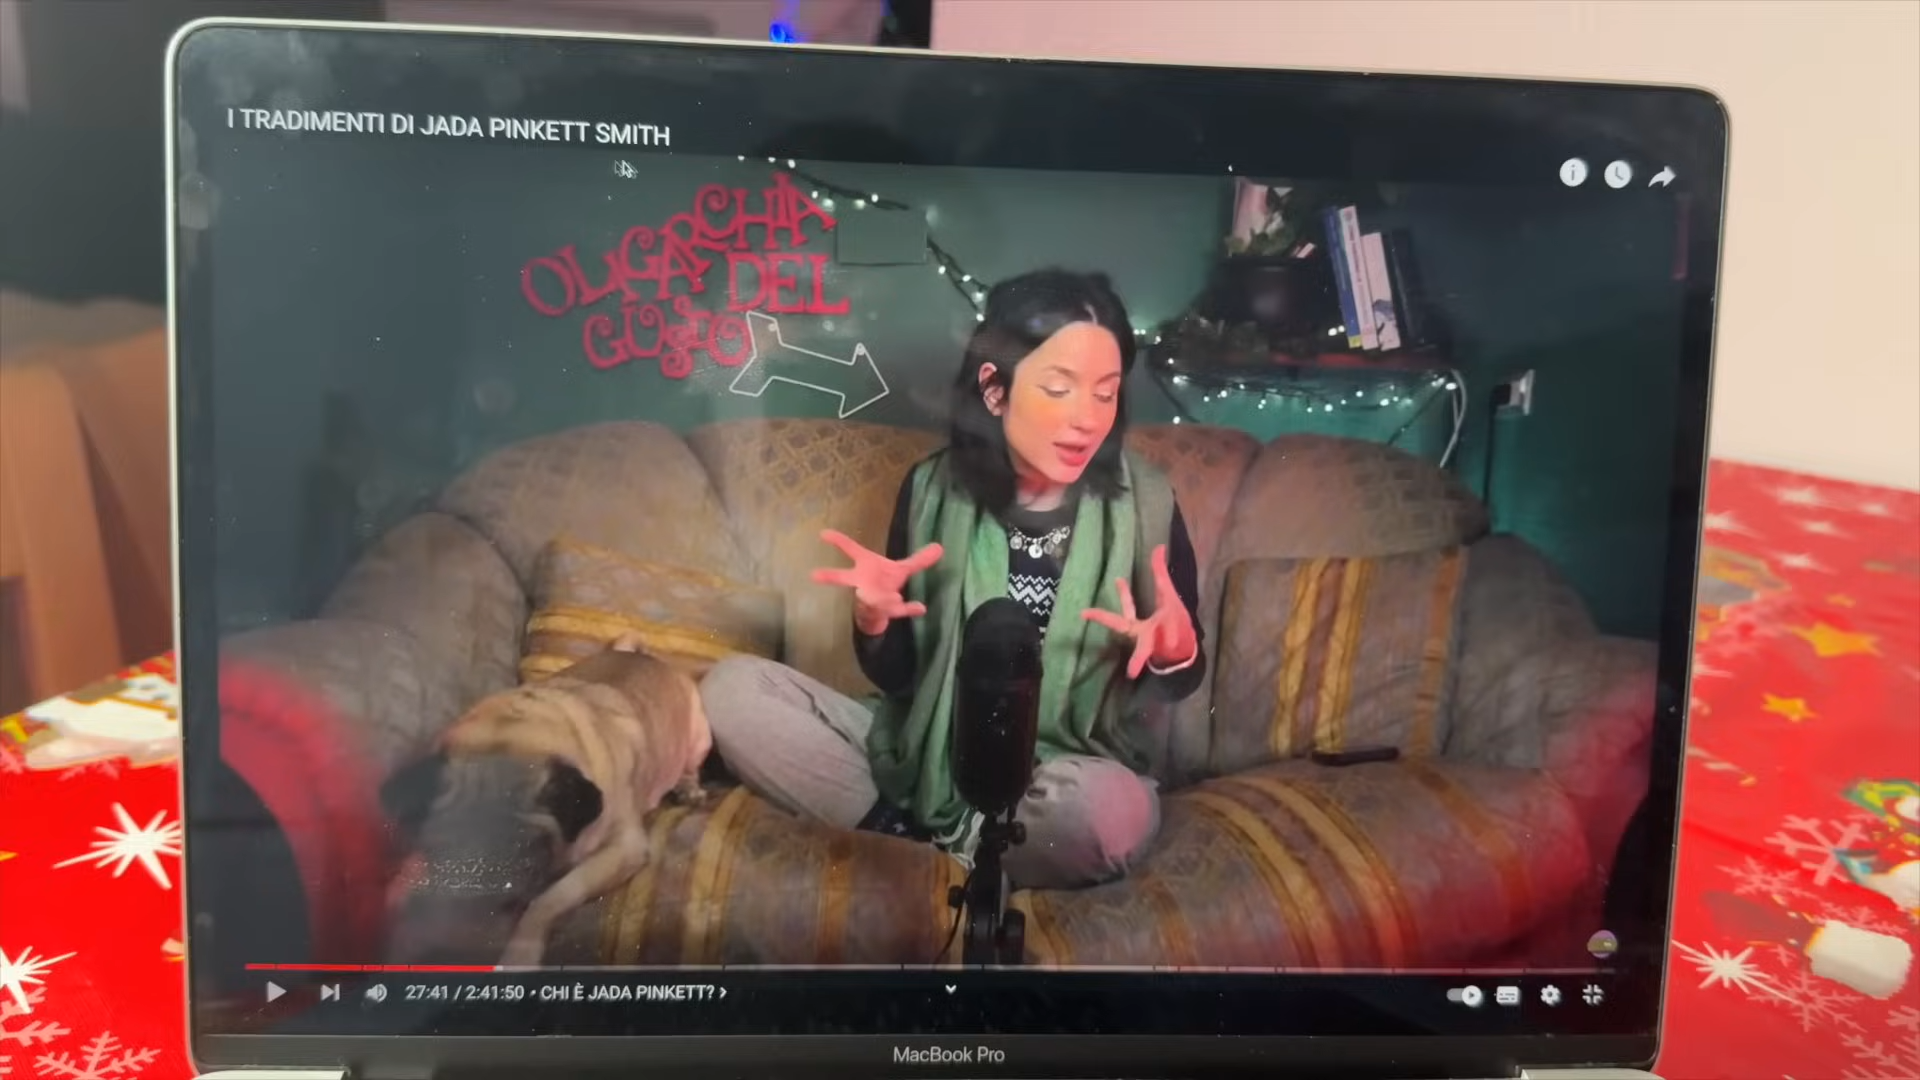 I TRADIMENTI DI JADA PINKETT SMITH
OLIGARCHIA
DEL
GUSTO
27:41 / 2:41:50 • CHI È JADA PINKETT? ›
MacBook Pro